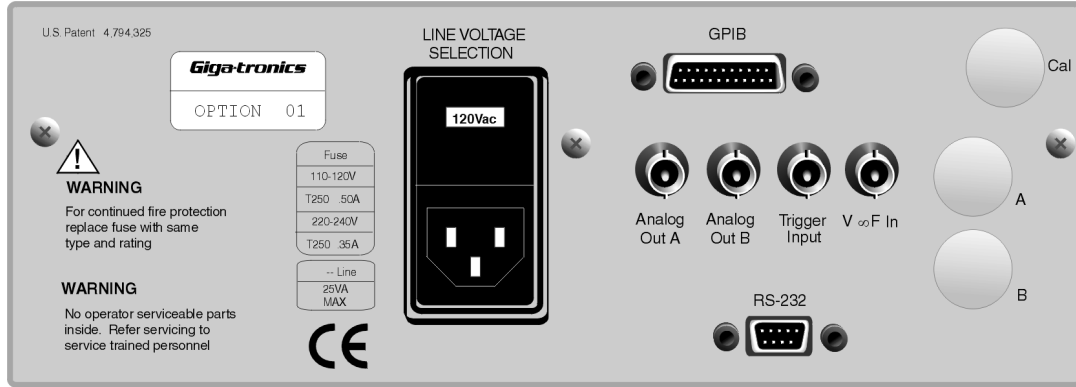 U.S. Patent 4,794,325
Giga-tronics
OPTION 01
WARNING
For continued fire protection
replace fuse with same
type and rating
WARNING
No operator serviceable parts
inside. Refer servicing to
service trained personnel
Fuse
110-120V
T250 .50A
220-240V
T250 .35A
-- Line
25VA
MAX
CE
LINE VOLTAGE
SELECTION
120Vac
GPIB
Analog
Out A
Analog
Out B
Trigger
Input
V ∞F In
RS-232
Cal
A
B